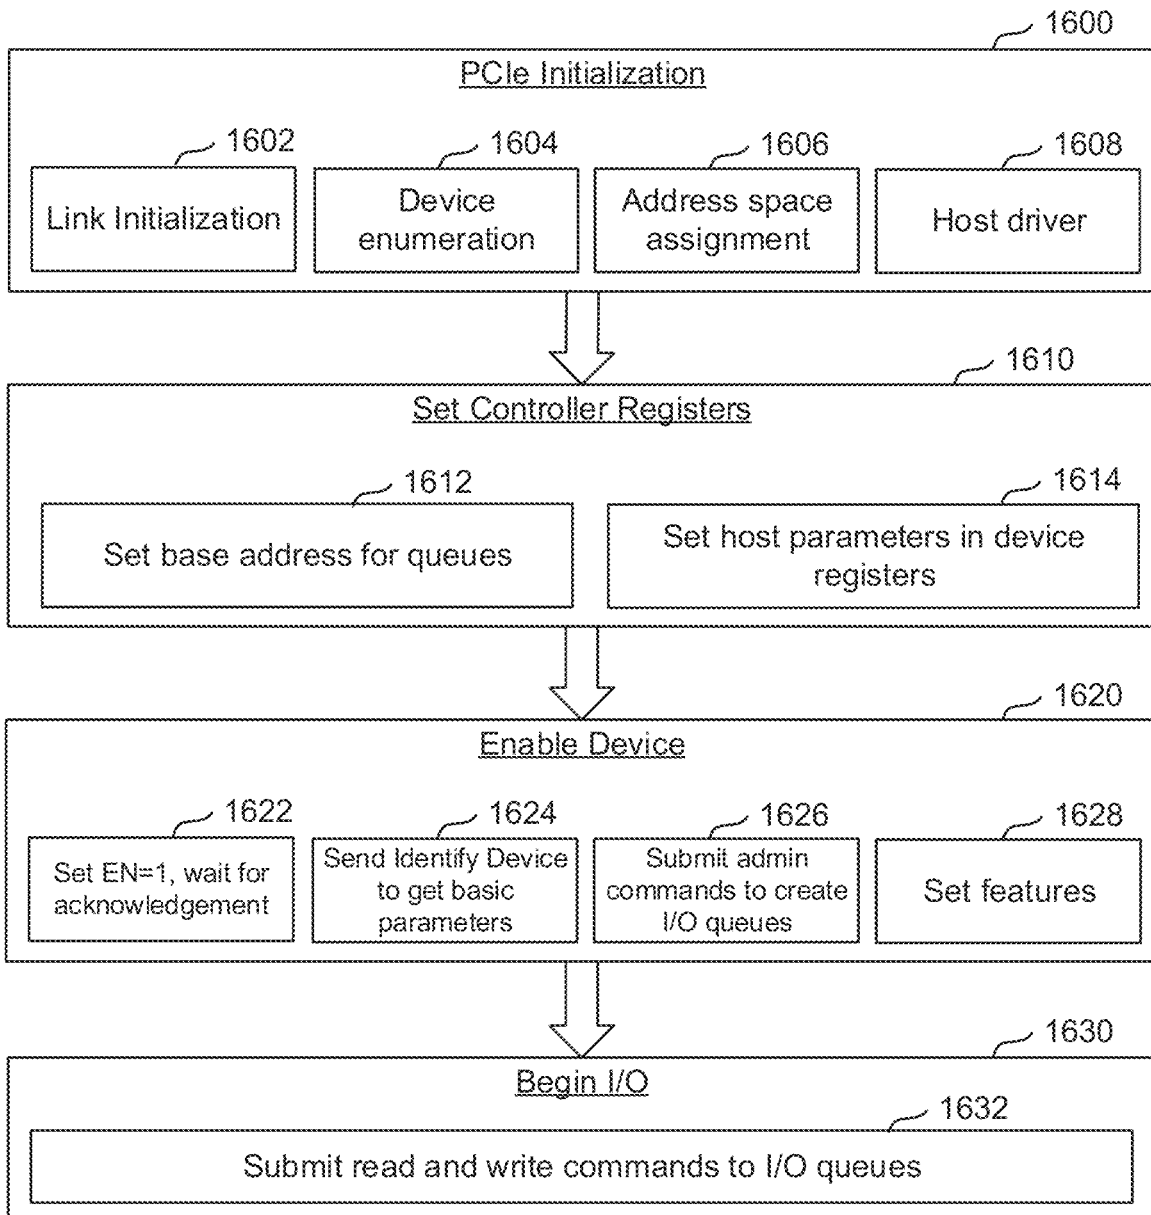 1600
PCIe Initialization
1602
1604
1606
1608
Link Initialization
Device
enumeration
Address space
assignment
Host driver
1610
Set Controller Registers
1612
1614
Set base address for queues
Set host parameters in device
registers
1620
Enable Device
1622
1624
1626
1628
Set EN=1, wait for
acknowledgement
Send Identify Device
to get basic
parameters
Submit admin
commands to create
I/O queues
Set features
1630
Begin I/O
1632
Submit read and write commands to I/O queues